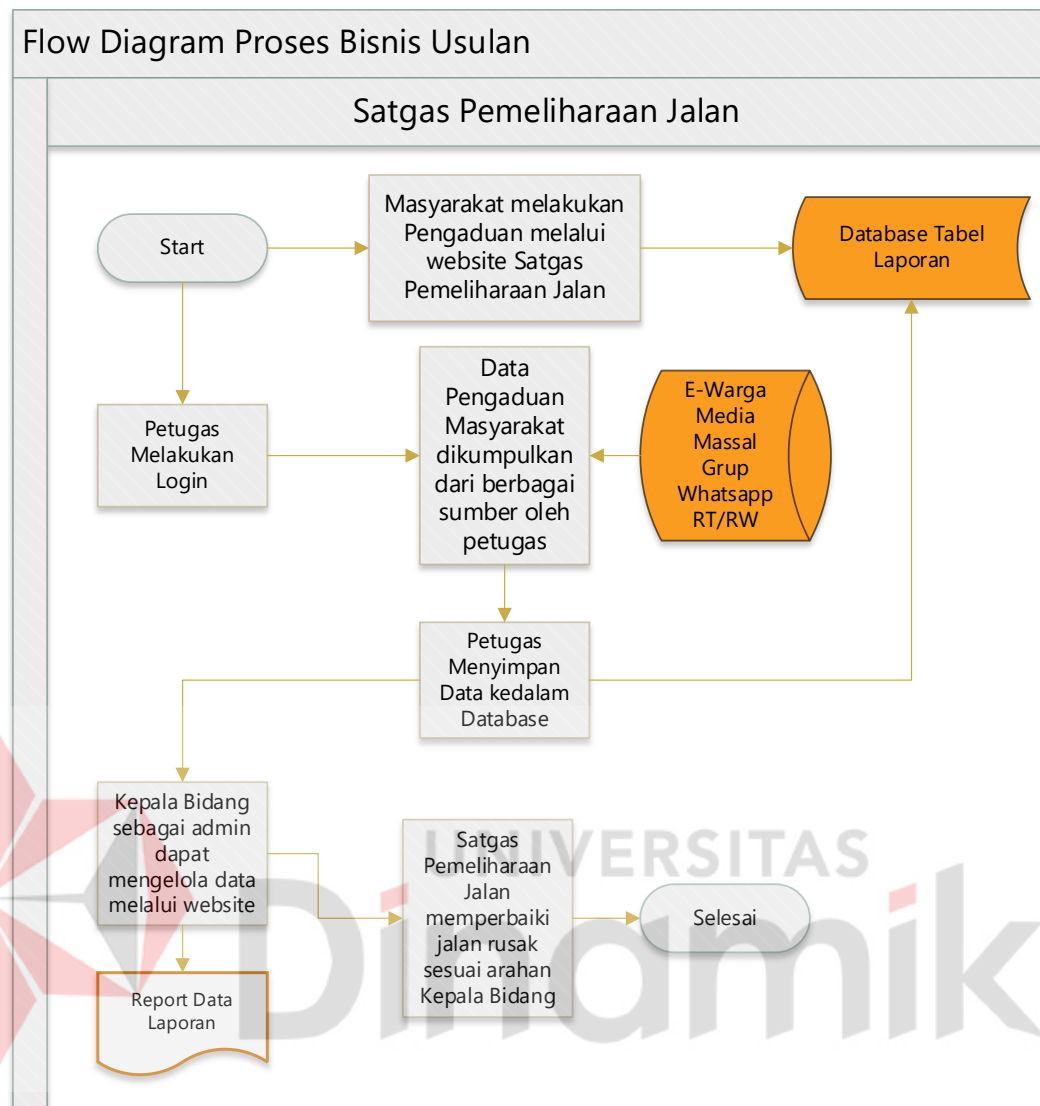 Flow Diagram Proses Bisnis Usulan
Satgas Pemeliharaan Jalan
Start
Masyarakat melakukan
Pengaduan melalui
website Satgas
Pemeliharaan Jalan
Database Tabel
Laporan
Petugas
Melakukan
Login
Data
Pengaduan
Masyarakat
dikumpulkan
dari berbagai
sumber oleh
petugas
E-Warga
Media
Massal
Grup
Whatsapp
RT/RW
Petugas
Menyimpan
Data kedalam
Database
Kepala Bidang
sebagai admin
dapat
mengelola data
melalui website
Satgas
Pemeliharaan
Jalan
memperbaiki
jalan rusak
sesuai arahan
Kepala Bidang
Selesai
Report Data
Laporan
UNIVERSITAS
Dinamik